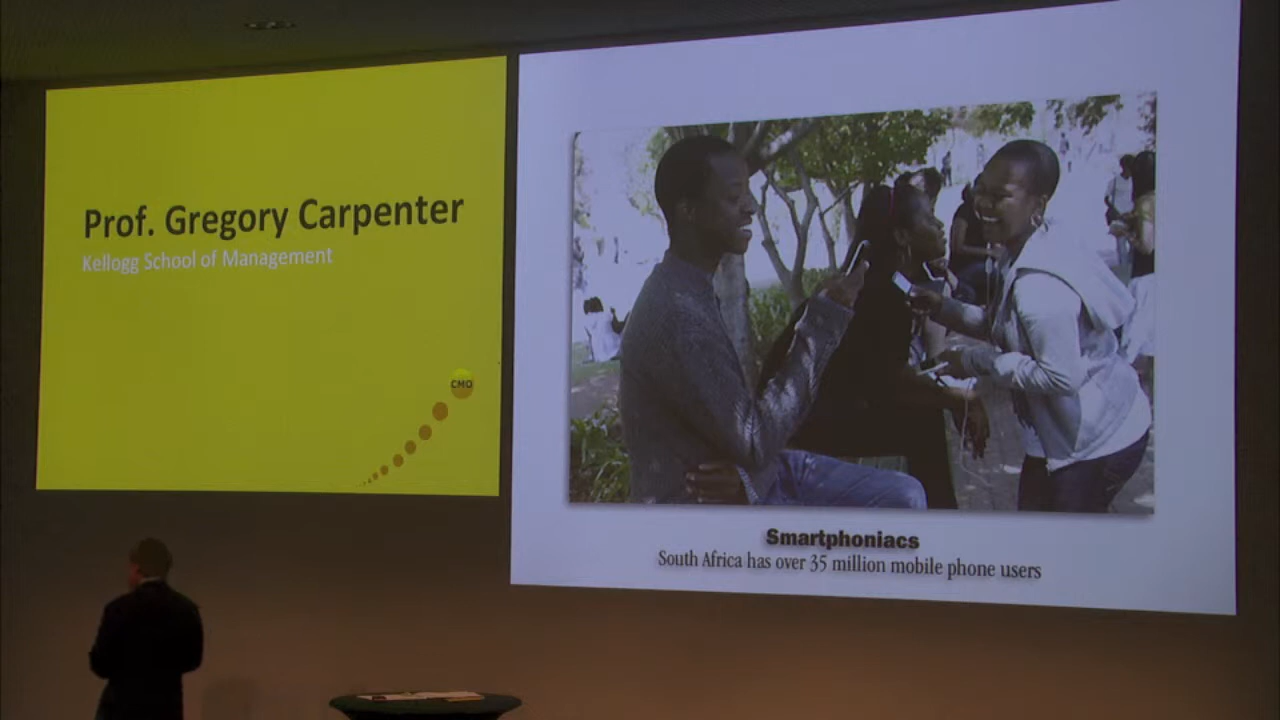 Prof. Gregory Carpenter
Kellogg School of Management
CMO
Smartphoniacs
South Africa has over 35 million mobile phone users